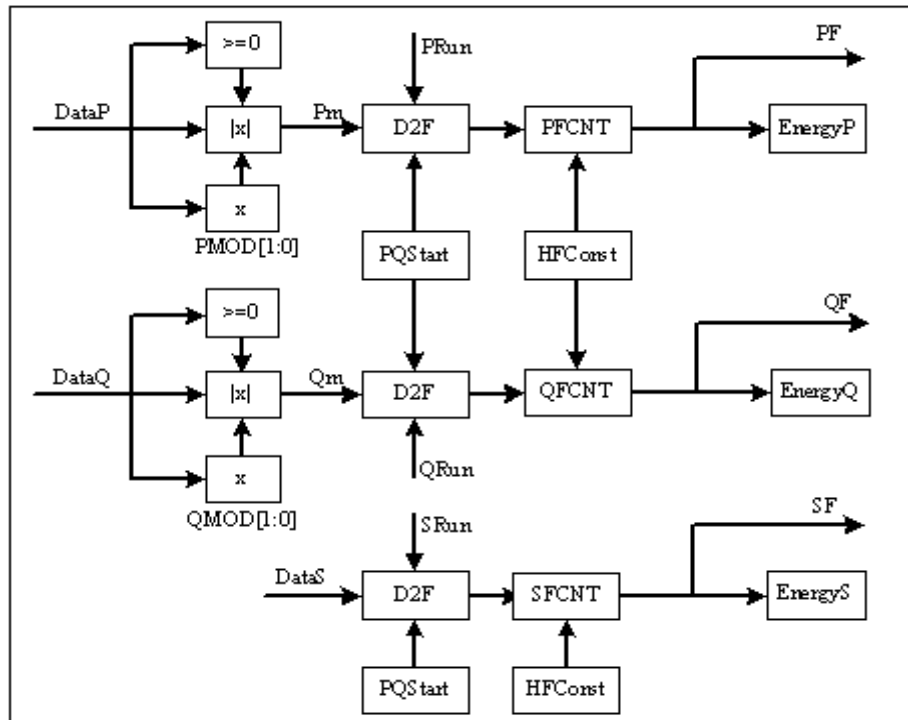 >=0
PRun
PF
DataP
|x|
Pm
D2F
PFCNT
EnergyP
x
PMOD[1:0]
PQStart
HFConst
>=0
QF
DataQ
|x|
Qm
D2F
QFCNT
EnergyQ
x
QRun
QMOD[1:0]
SRun
SF
DataS
D2F
SFCNT
EnergyS
PQStart
HFConst